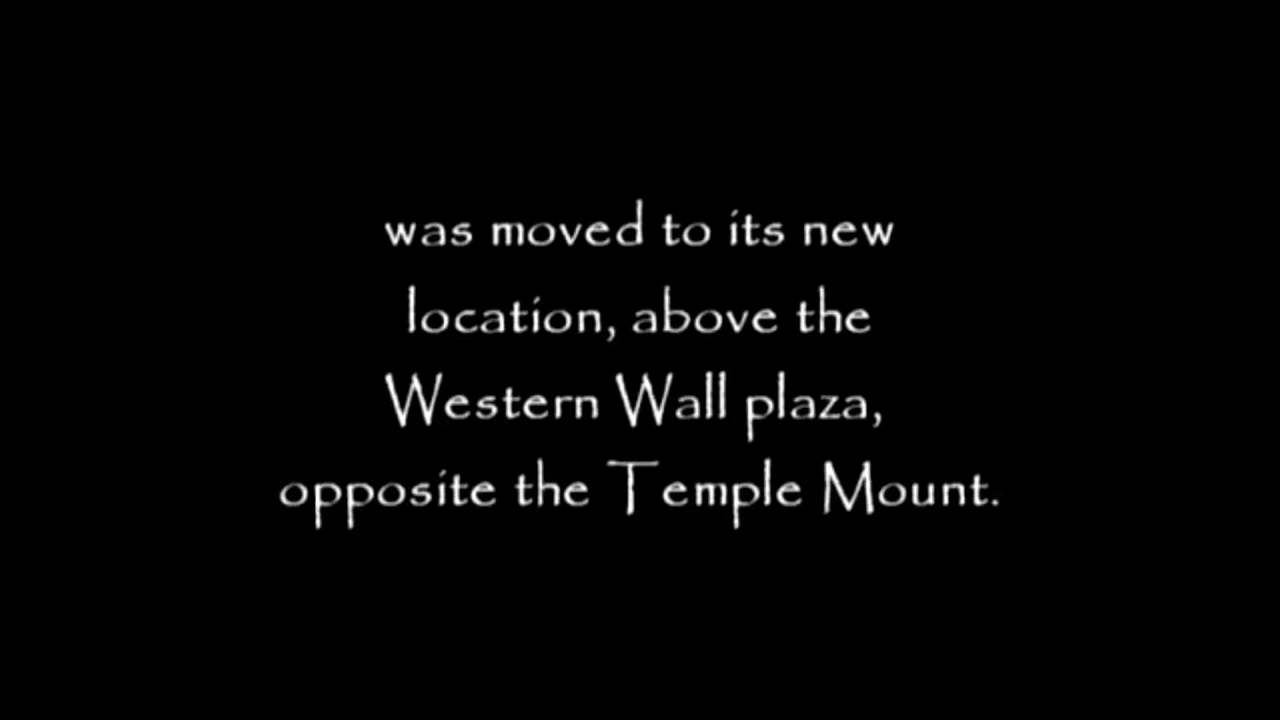 was moved to its new
location, above the
Western Wall plaza,
opposite the Temple Mount.